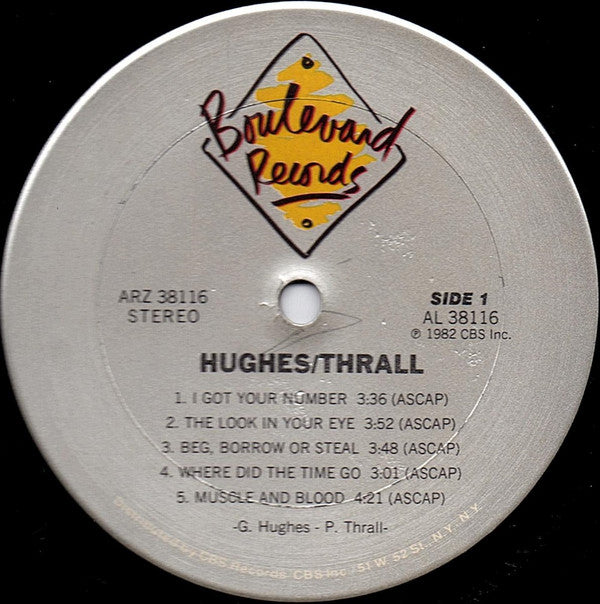 Boulevard
Records
ARZ 38116
STEREO
SIDE 1
AL 38116
℗ 1982 CBS Inc.
HUGHES/THRALL
1. I GOT YOUR NUMBER 3:36 (ASCAP)
2. THE LOOK IN YOUR EYE 3:52 (ASCAP)
3. BEG, BORROW OR STEAL 3:48 (ASCAP)
4. WHERE DID THE TIME GO 3:01 (ASCAP)
5. MUSCLE AND BLOOD 4:21 (ASCAP)
-G. Hughes - P. Thrall-
Distributed by CBS Records/CBS Inc./51 W. 52 St., N.Y., N.Y.